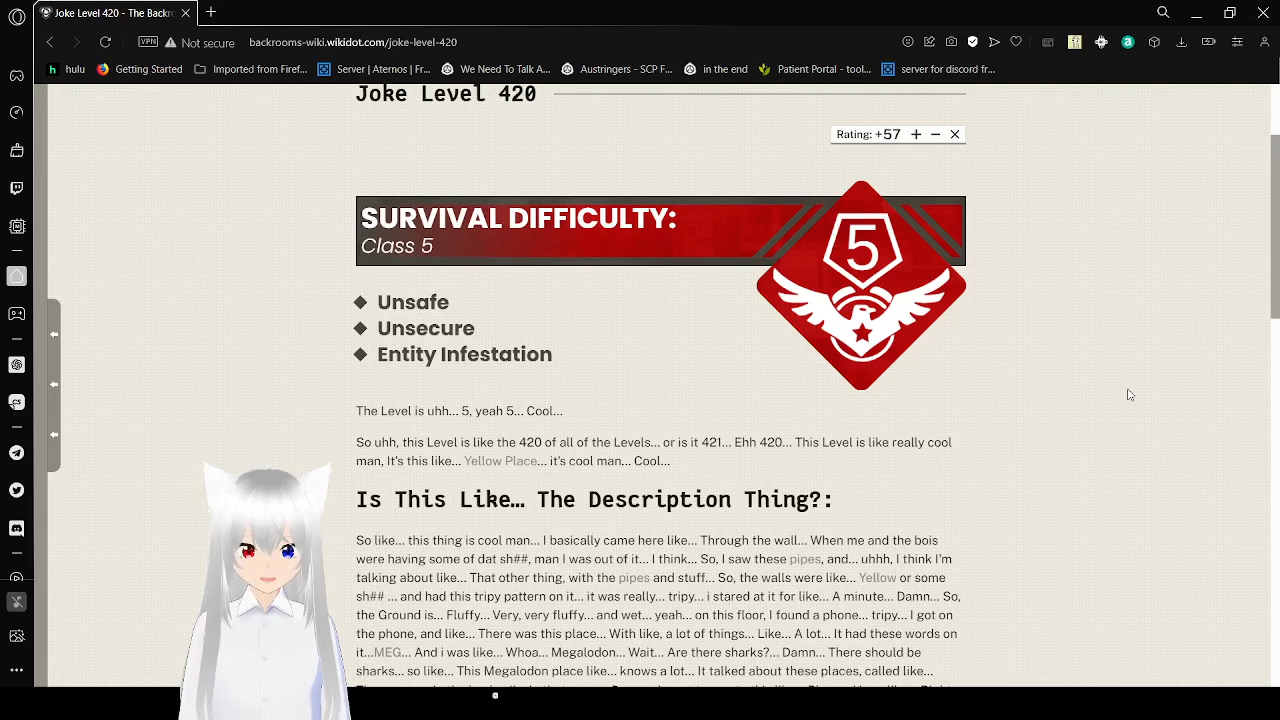 Joke Level 420 - The Backr
VPN Not secure backrooms-wiki.wikidot.com/joke-level-420
hulu Getting Started Imported from Firef... Server | Aternos | Fr... We Need To Talk A... Austringers - SCP F... in the end Patient Portal - tool... server for discord fr...
Joke Level 420
Rating: +57 + − ×
SURVIVAL DIFFICULTY:
Class 5
5
Unsafe
Unsecure
Entity Infestation
The Level is uhh... 5, yeah 5... Cool...
So uhh, this Level is like the 420 of all of the Levels... or is it 421... Ehh 420... This Level is like really cool
man, It's this like... Yellow Place... it's cool man... Cool...
Is This Like… The Description Thing?:
So like... this thing is cool man... I basically came here like... Through the wall... When me and the bois
were having some of dat sh##, man I was out of it... I think... So, I saw these pipes, and... uhhh, I think I'm
talking about like... That other thing, with the pipes and stuff... So, the walls were like... Yellow or some
sh## ... and had this tripy pattern on it... it was really... tripy... i stared at it for like... A minute... Damn... So,
the Ground is... Fluffy... Very, very fluffy... and wet... yeah... on this floor, I found a phone... tripy... I got on
the phone, and like... There was this place... With like, a lot of things... Like... A lot... It had these words on
it...MEG... And i was like... Whoa... Megalodon... Wait... Are there sharks?... Damn... There should be
sharks... so like... This Megalodon place like... knows a lot... It talked about these places, called like...